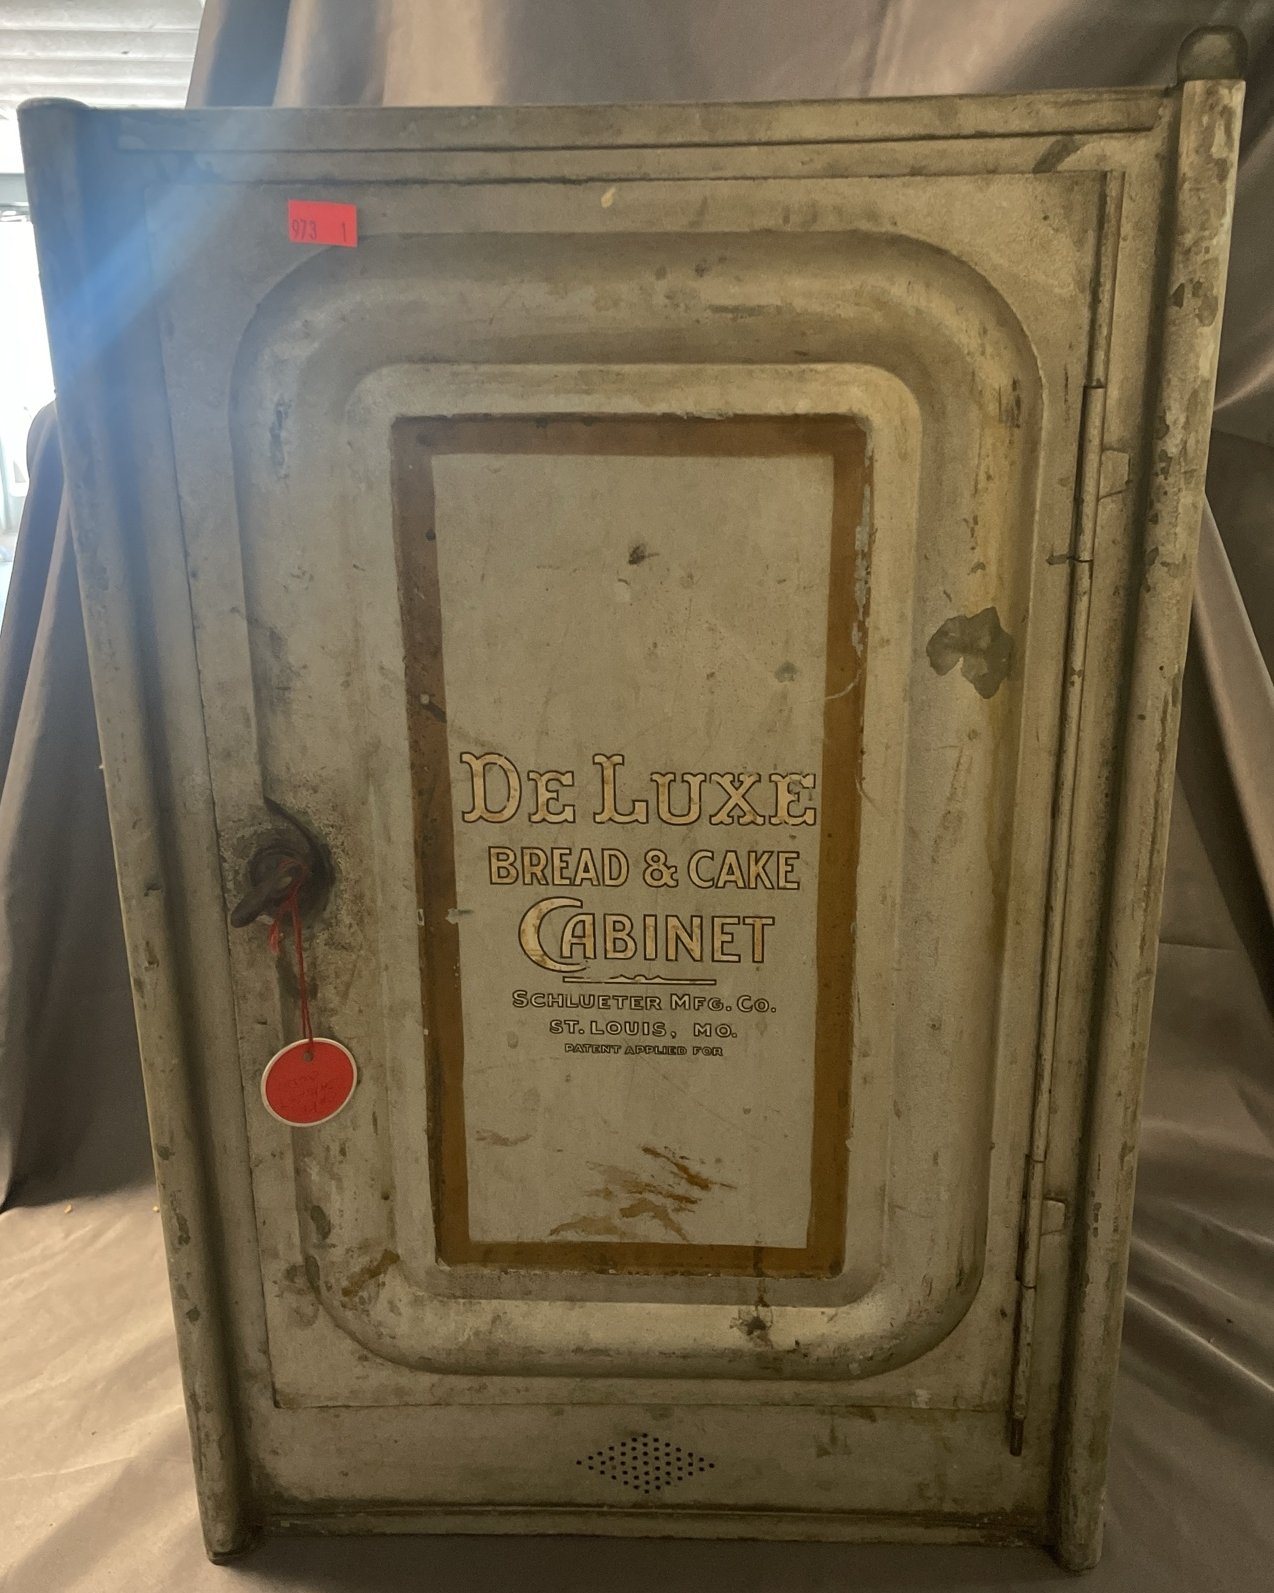 973 1
DE LUXE
BREAD & CAKE
CABINET
SCHLUETER MFG. CO.
ST. LOUIS, MO.
PATENT APPLIED FOR